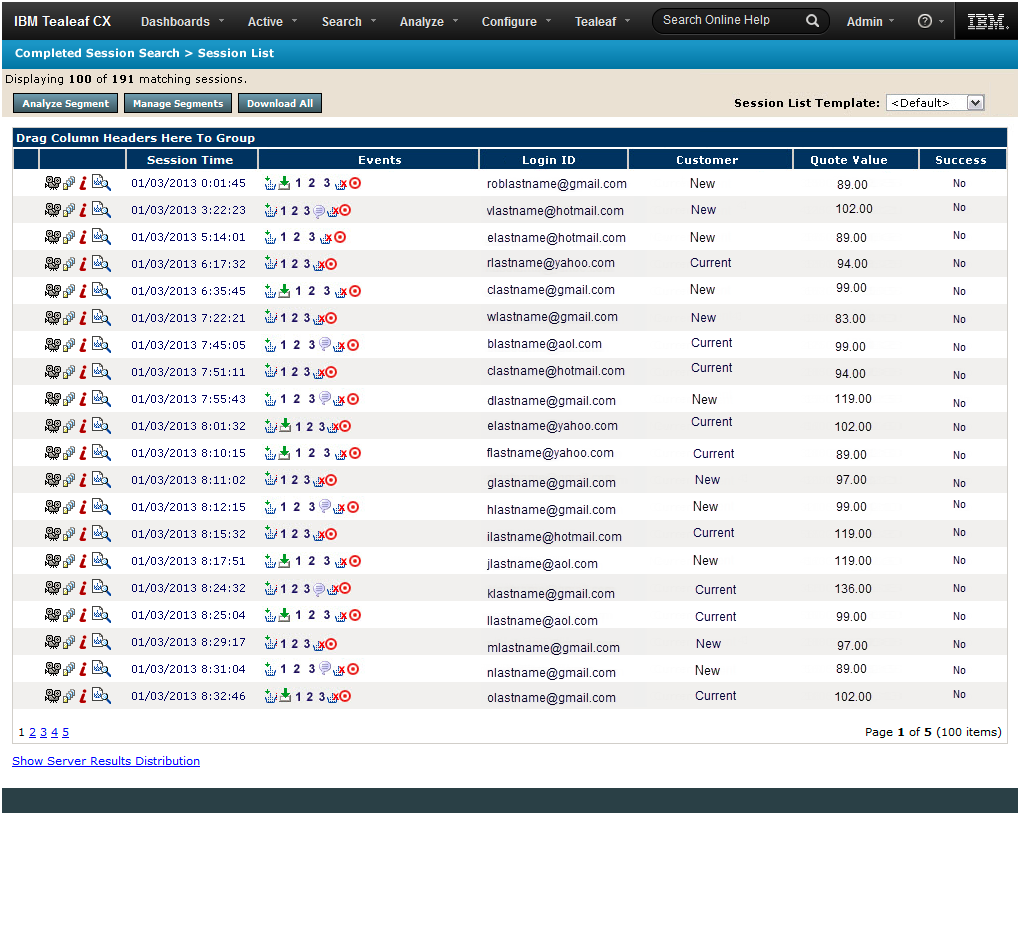 IBM Tealeaf CX Dashboards Active Search Analyze Configure Tealeaf Search Online Help Admin ? IBM.
Completed Session Search > Session List
Displaying 100 of 191 matching sessions.
Analyze Segment Manage Segments Download All Session List Template: <Default>
Drag Column Headers Here To Group
Session Time Events Login ID Customer Quote Value Success
01/03/2013 0:01:45 1 2 3 roblastname@gmail.com New 89.00 No
01/03/2013 3:22:23 1 2 3 vlastname@hotmail.com New 102.00 No
01/03/2013 5:14:01 1 2 3 elastname@hotmail.com New 89.00 No
01/03/2013 6:17:32 1 2 3 rlastname@yahoo.com Current 94.00 No
01/03/2013 6:35:45 1 2 3 clastname@gmail.com New 99.00 No
01/03/2013 7:22:21 1 2 3 wlastname@gmail.com New 83.00 No
01/03/2013 7:45:05 1 2 3 blastname@aol.com Current 99.00 No
01/03/2013 7:51:11 1 2 3 clastname@hotmail.com Current 94.00 No
01/03/2013 7:55:43 1 2 3 dlastname@gmail.com New 119.00 No
01/03/2013 8:01:32 1 2 3 elastname@yahoo.com Current 102.00 No
01/03/2013 8:10:15 1 2 3 flastname@yahoo.com Current 89.00 No
01/03/2013 8:11:02 1 2 3 glastname@gmail.com New 97.00 No
01/03/2013 8:12:15 1 2 3 hlastname@gmail.com New 99.00 No
01/03/2013 8:15:32 1 2 3 ilastname@hotmail.com Current 119.00 No
01/03/2013 8:17:51 1 2 3 jlastname@aol.com New 119.00 No
01/03/2013 8:24:32 1 2 3 klastname@gmail.com Current 136.00 No
01/03/2013 8:25:04 1 2 3 llastname@aol.com Current 99.00 No
01/03/2013 8:29:17 1 2 3 mlastname@gmail.com New 97.00 No
01/03/2013 8:31:04 1 2 3 nlastname@gmail.com New 89.00 No
01/03/2013 8:32:46 1 2 3 olastname@gmail.com Current 102.00 No
1 2 3 4 5 Page 1 of 5 (100 items)
Show Server Results Distribution